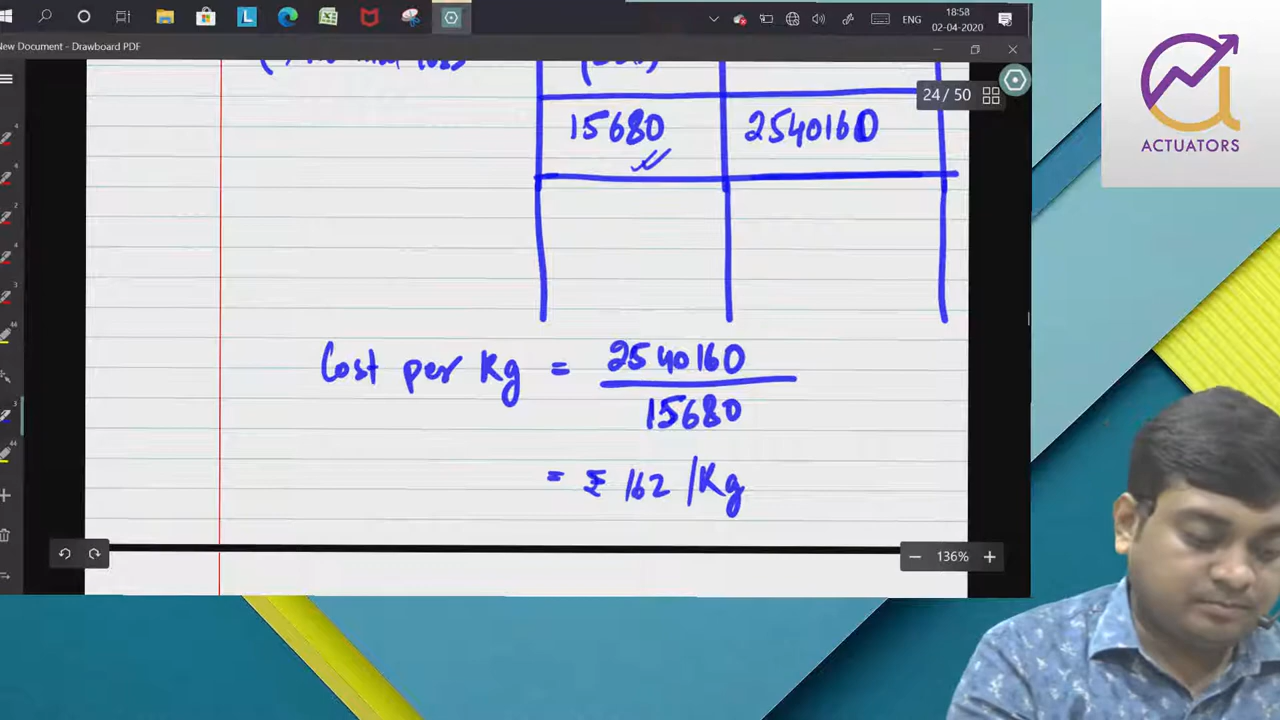 18:58
ENG
02-04-2020
New Document - Drawboard PDF
24 / 50
15680
2540160
Cost per Kg = 2540160
15680
= ₹ 162 /Kg
136%
ACTUATORS